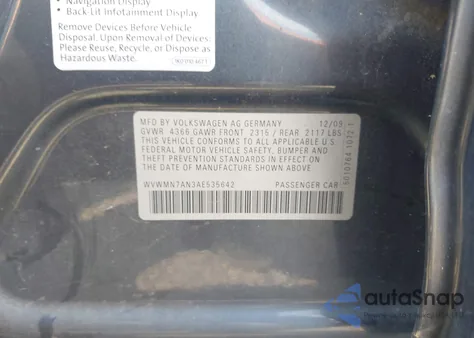 Navigation Display
• Back Lit Infotainment Display
Remove Devices Before Vehicle
Disposal. Upon Removal of Devices,
Please Reuse, Recycle, or Dispose as
Hazardous Waste.
MFD BY VOLKSWAGEN AG GERMANY 12/09
GVWR 4368 GAWR FRONT 2315 / REAR 2117 LBS
THIS VEHICLE CONFORMS TO ALL APPLICABLE U.S
FEDERAL MOTOR VEHICLE SAFETY, BUMPER AND
THEFT PREVENTION STANDARDS IN EFFECT ON
THE DATE OF MANUFACTURE SHOWN ABOVE.
WVWMN7AN3AE535642 PASSENGER CAR
autoSnap